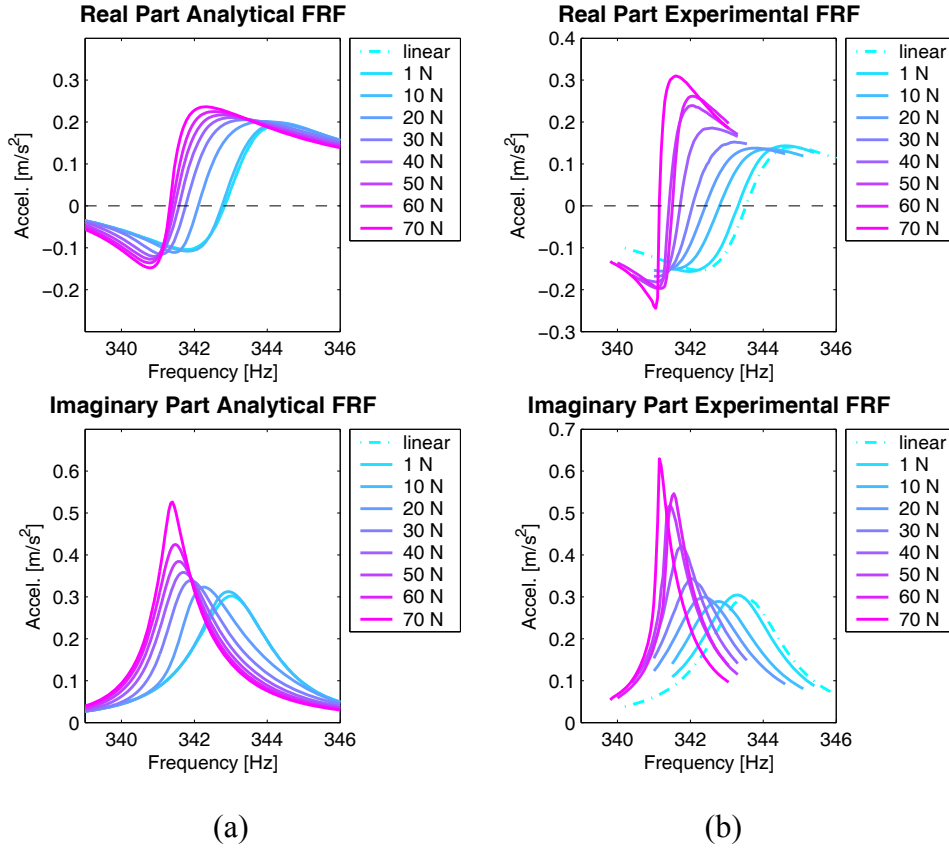 Real Part Analytical FRF
Accel. [m/s²]
0.3
0.2
0.1
0
−0.1
−0.2
340 342 344 346
Frequency [Hz]
linear
1 N
10 N
20 N
30 N
40 N
50 N
60 N
70 N
Real Part Experimental FRF
Accel. [m/s²]
0.4
0.3
0.2
0.1
0
−0.1
−0.2
−0.3
340 342 344 346
Frequency [Hz]
linear
1 N
10 N
20 N
30 N
40 N
50 N
60 N
70 N
Imaginary Part Analytical FRF
Accel. [m/s²]
0.6
0.5
0.4
0.3
0.2
0.1
0
340 342 344 346
Frequency [Hz]
linear
1 N
10 N
20 N
30 N
40 N
50 N
60 N
70 N
Imaginary Part Experimental FRF
Accel. [m/s²]
0.7
0.6
0.5
0.4
0.3
0.2
0.1
0
340 342 344 346
Frequency [Hz]
linear
1 N
10 N
20 N
30 N
40 N
50 N
60 N
70 N
(a)
(b)